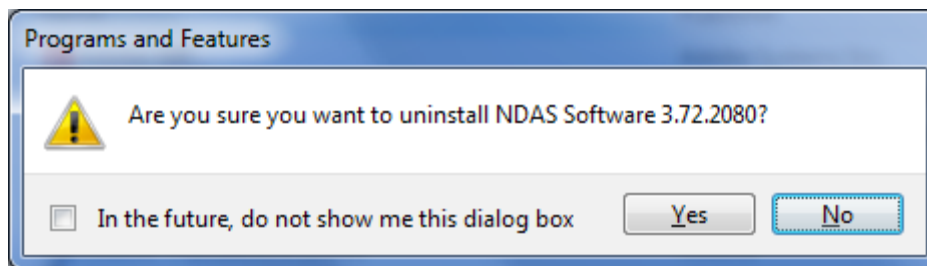 Programs and Features
Are you sure you want to uninstall NDAS Software 3.72.2080?
In the future, do not show me this dialog box
Yes
No